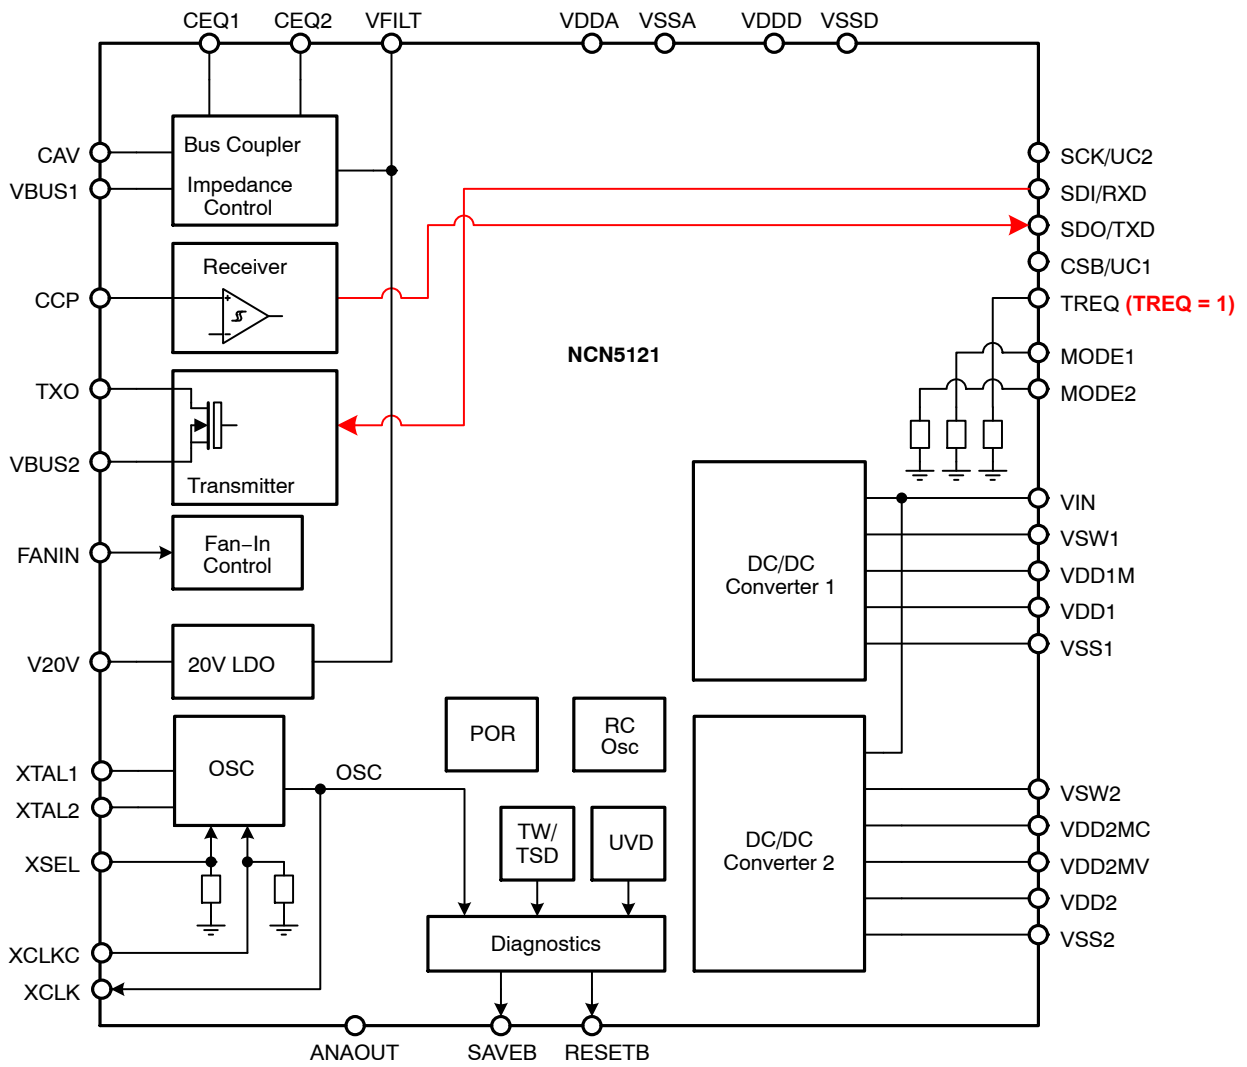 CEQ1 CEQ2 VFILT VDDA VSSA VDDD VSSD
CAV
VBUS1
Bus Coupler
Impedance
Control
SCK/UC2
SDI/RXD
SDO/TXD
CSB/UC1
TREQ (TREQ = 1)
MODE1
MODE2
CCP
Receiver
+
NCN5121
TXO
VBUS2
Transmitter
FANIN
Fan−In
Control
DC/DC
Converter 1
VIN
VSW1
VDD1M
VDD1
VSS1
V20V
20V LDO
POR
RC
Osc
XTAL1
XTAL2
OSC
OSC
XSEL
XCLKC
XCLK
TW/
TSD
UVD
Diagnostics
DC/DC
Converter 2
VSW2
VDD2MC
VDD2MV
VDD2
VSS2
ANAOUT SAVEB RESETB